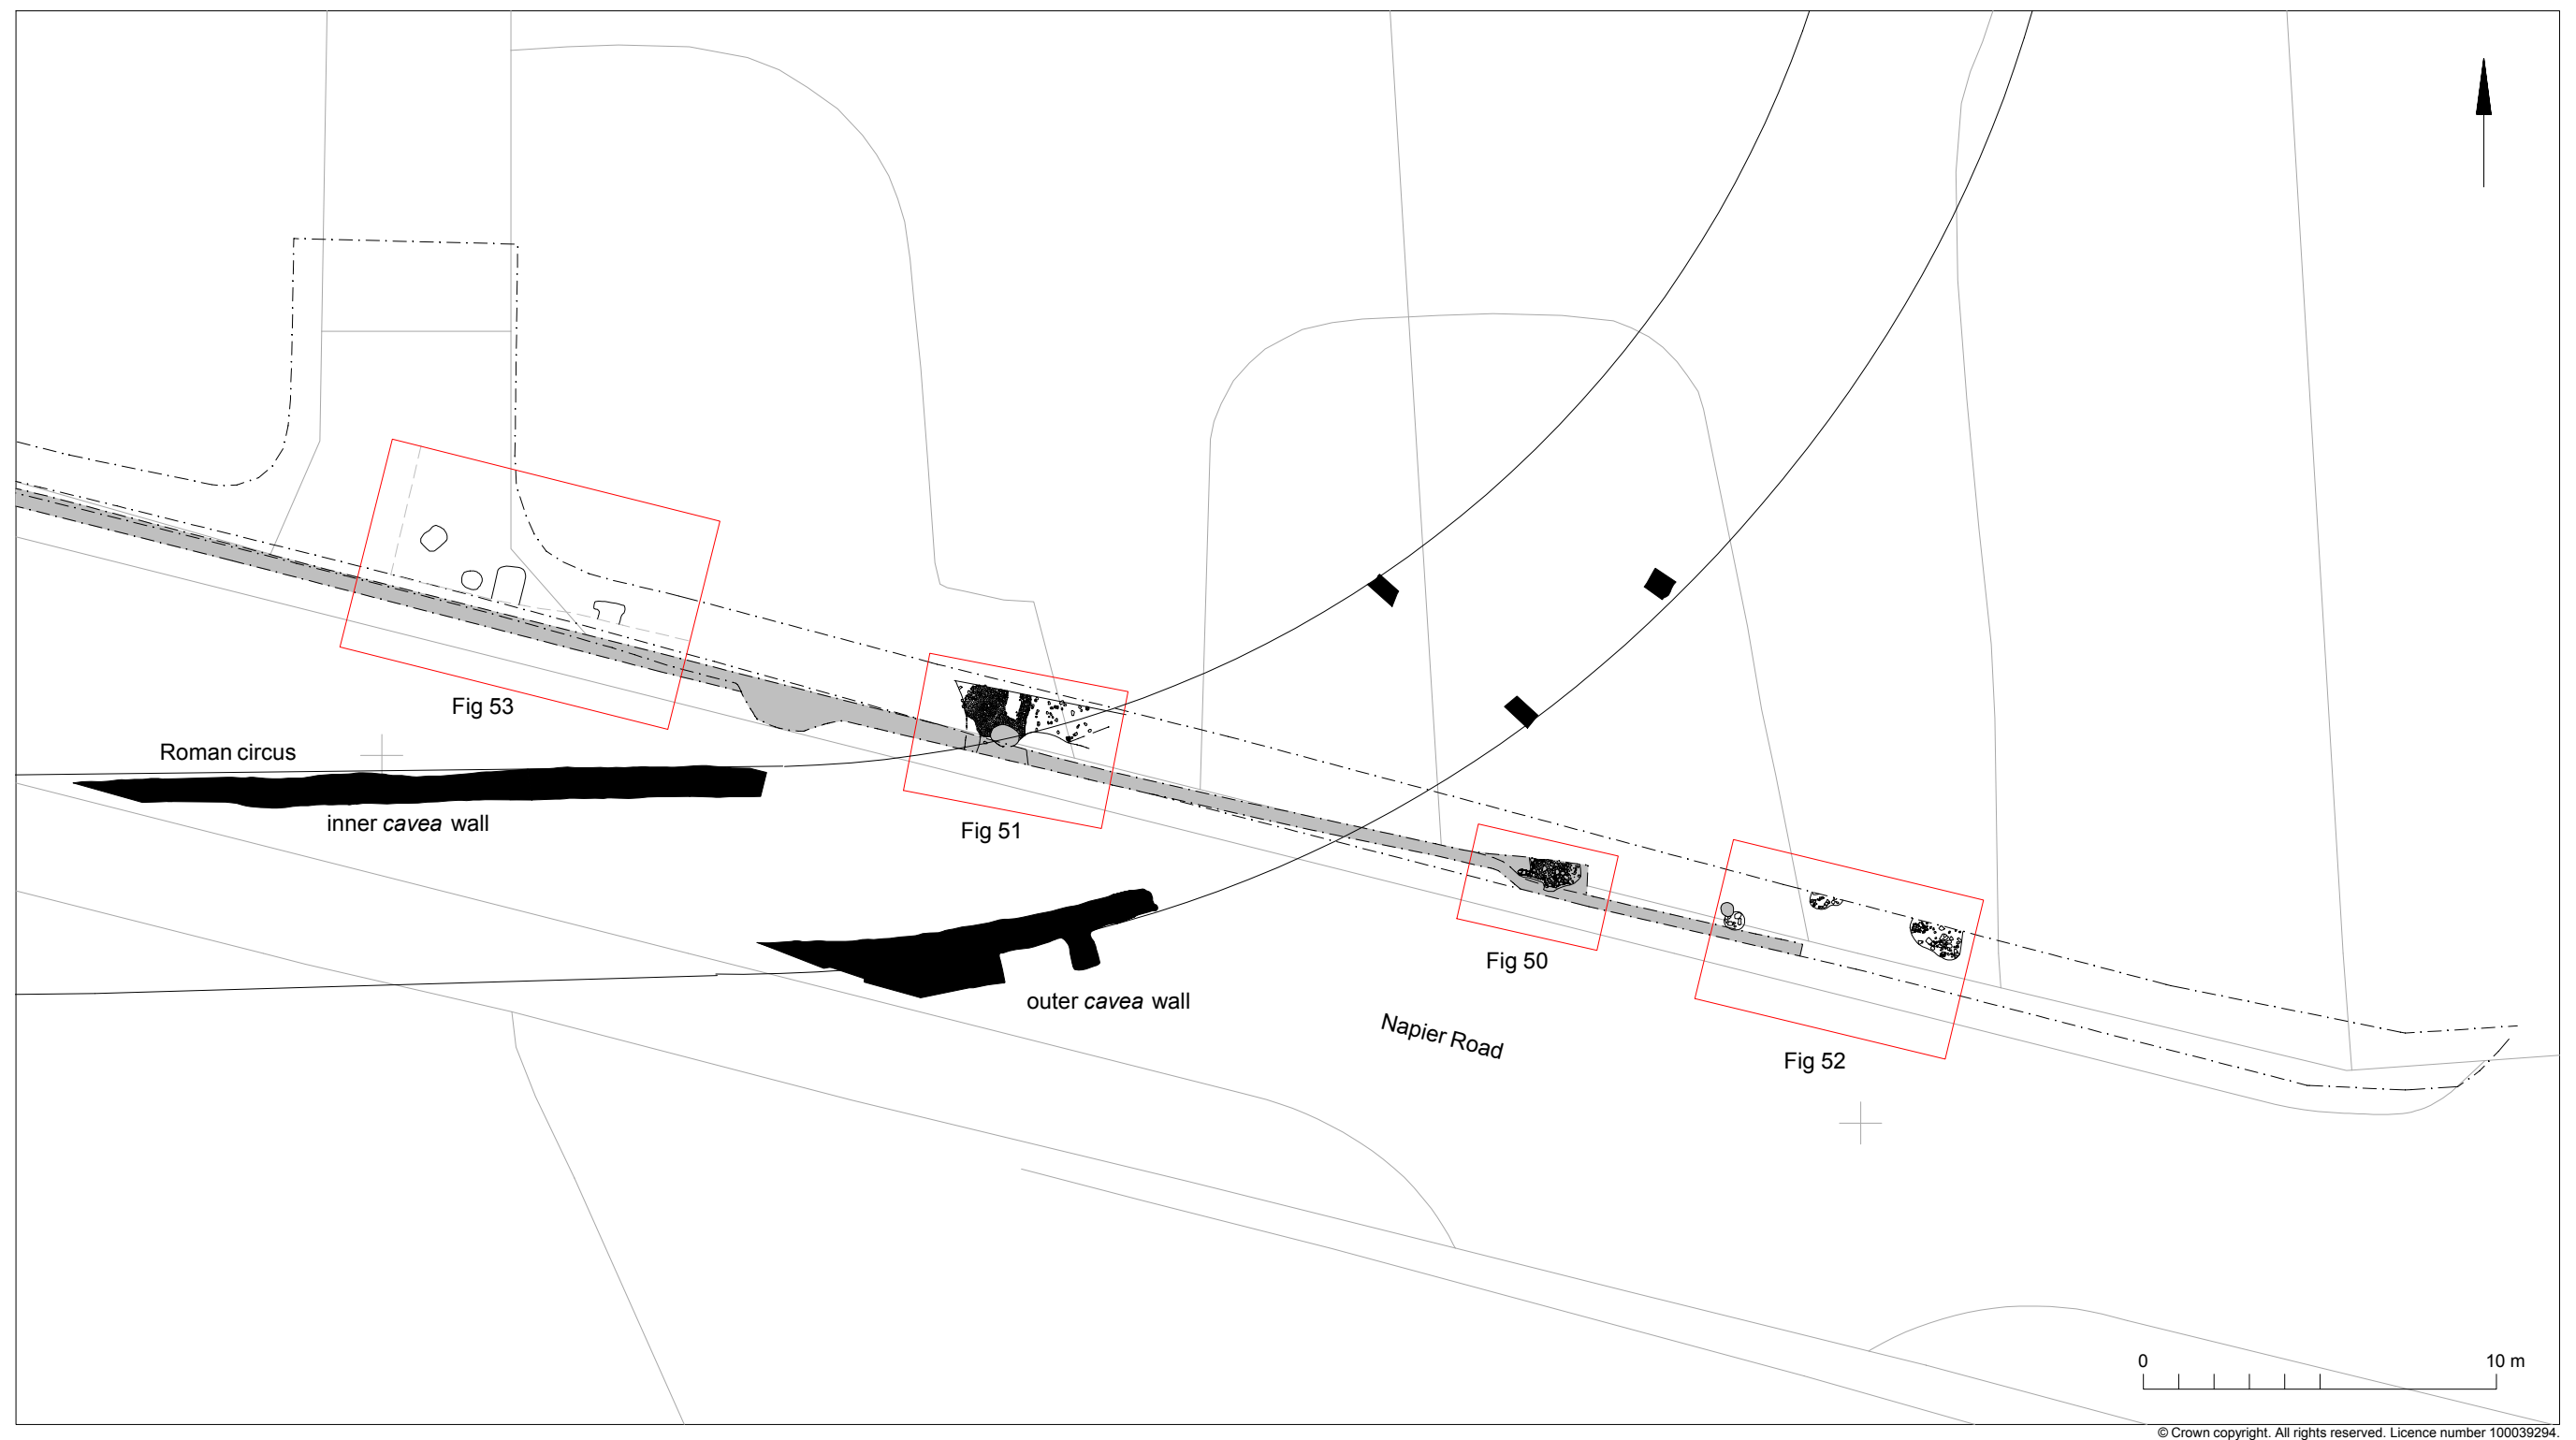 Fig 53
Roman circus
inner cavea wall
Fig 51
Fig 50
outer cavea wall
Napier Road
Fig 52
0 10 m
© Crown copyright. All rights reserved. Licence number 100039294.